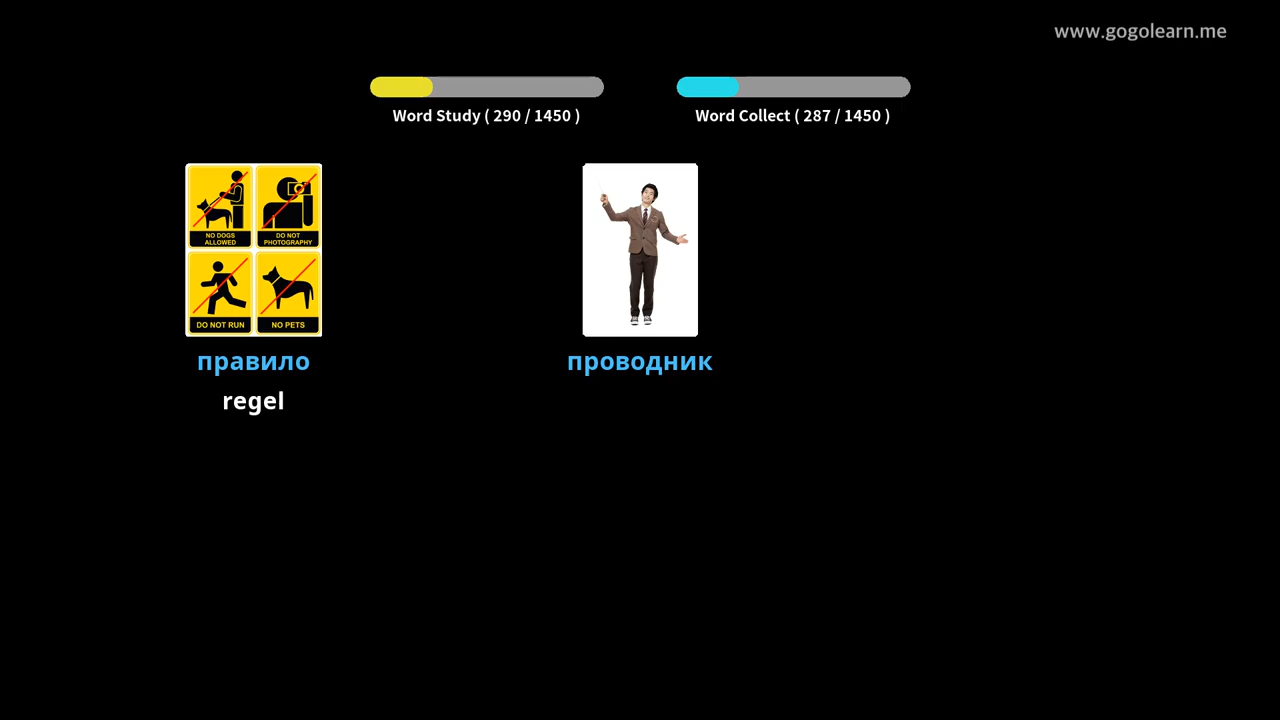 www.gogolearn.me
Word Study ( 290 / 1450 )
Word Collect ( 287 / 1450 )
NO DOGS
ALLOWED
DO NOT
PHOTOGRAPHY
DO NOT RUN
NO PETS
правило
проводник
regel